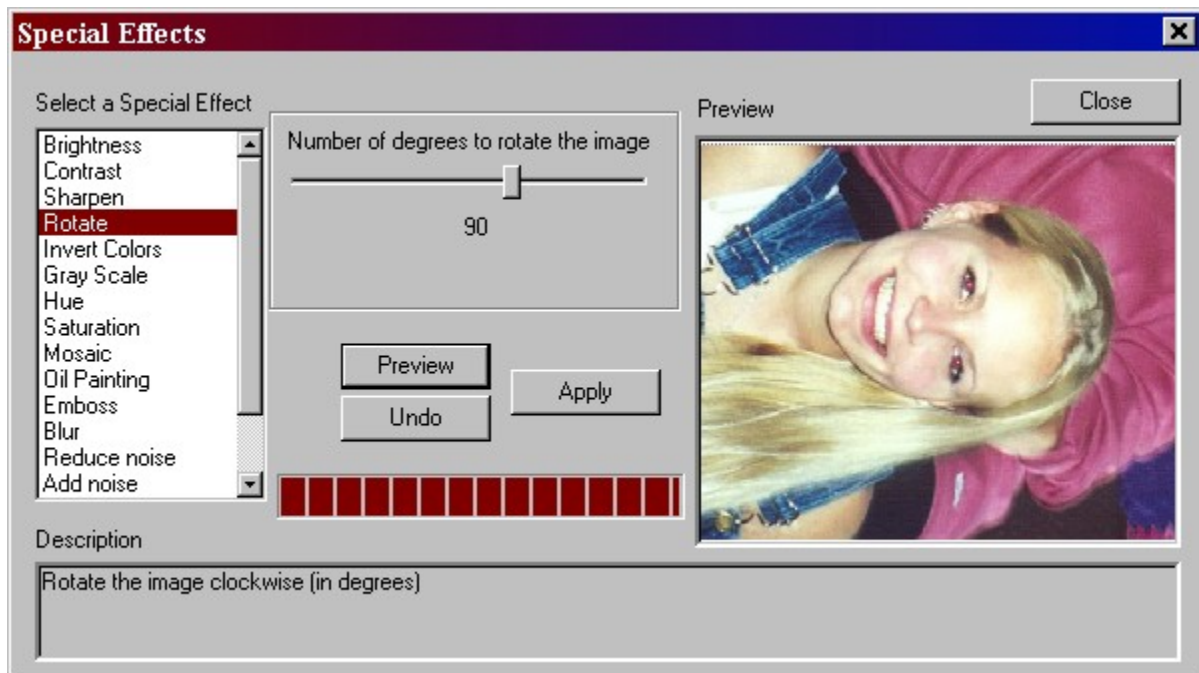 Special Effects
Select a Special Effect
Brightness
Contrast
Sharpen
Rotate
Invert Colors
Gray Scale
Hue
Saturation
Mosaic
Oil Painting
Emboss
Blur
Reduce noise
Add noise
Number of degrees to rotate the image
90
Preview
Undo
Apply
Preview
Close
Description
Rotate the image clockwise (in degrees)